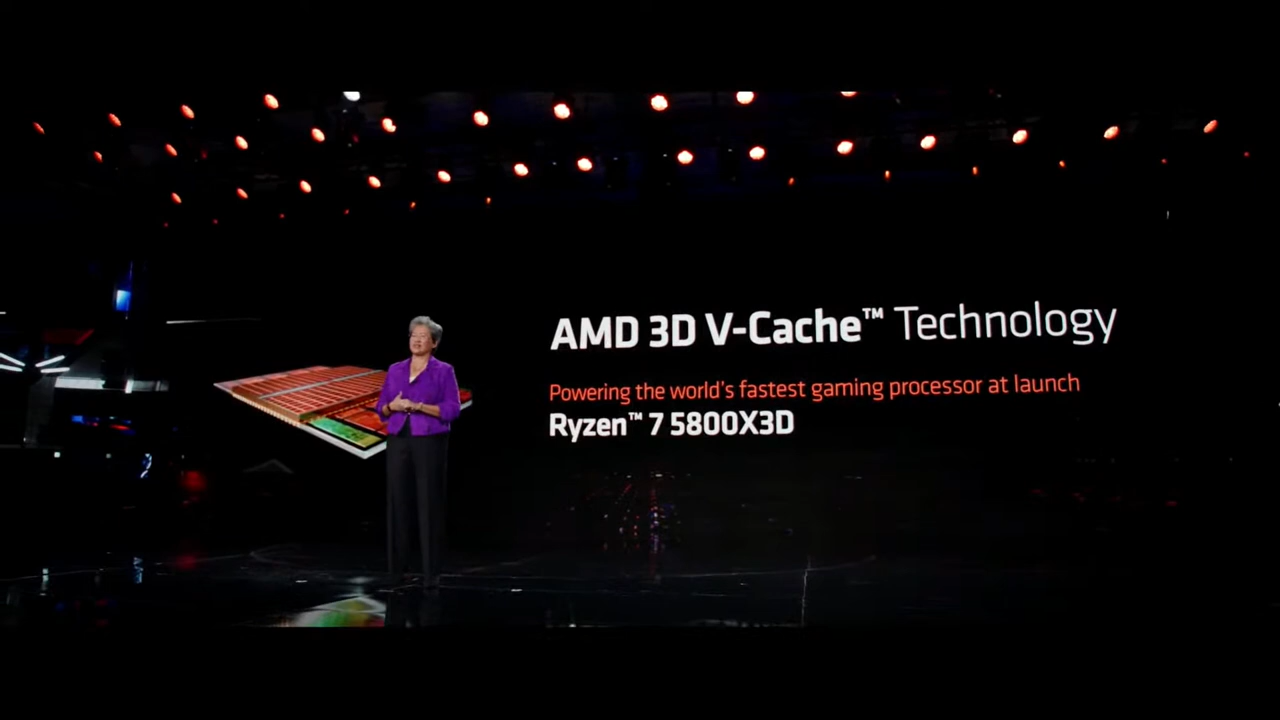 AMD 3D V-Cache™ Technology
Powering the world's fastest gaming processor at launch
Ryzen™ 7 5800X3D